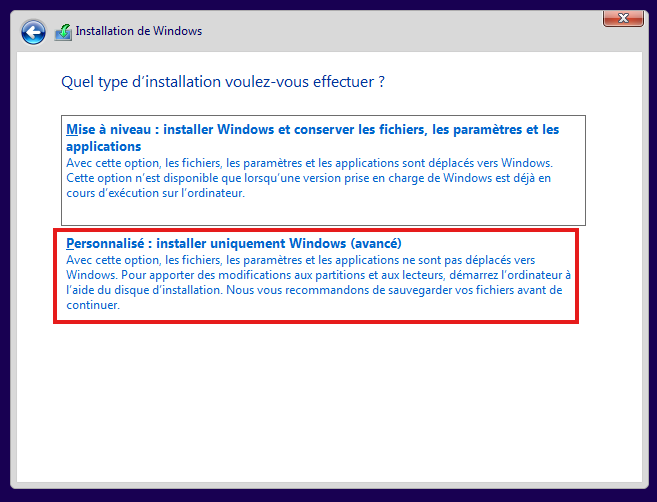 Installation de Windows
Quel type d’installation voulez-vous effectuer ?
Mise à niveau : installer Windows et conserver les fichiers, les paramètres et les
applications
Avec cette option, les fichiers, les paramètres et les applications sont déplacés vers Windows.
Cette option n’est disponible que lorsqu’une version prise en charge de Windows est déjà en
cours d’exécution sur l’ordinateur.
Personnalisé : installer uniquement Windows (avancé)
Avec cette option, les fichiers, les paramètres et les applications ne sont pas déplacés vers
Windows. Pour apporter des modifications aux partitions et aux lecteurs, démarrez l’ordinateur à
l’aide du disque d’installation. Nous vous recommandons de sauvegarder vos fichiers avant de
continuer.